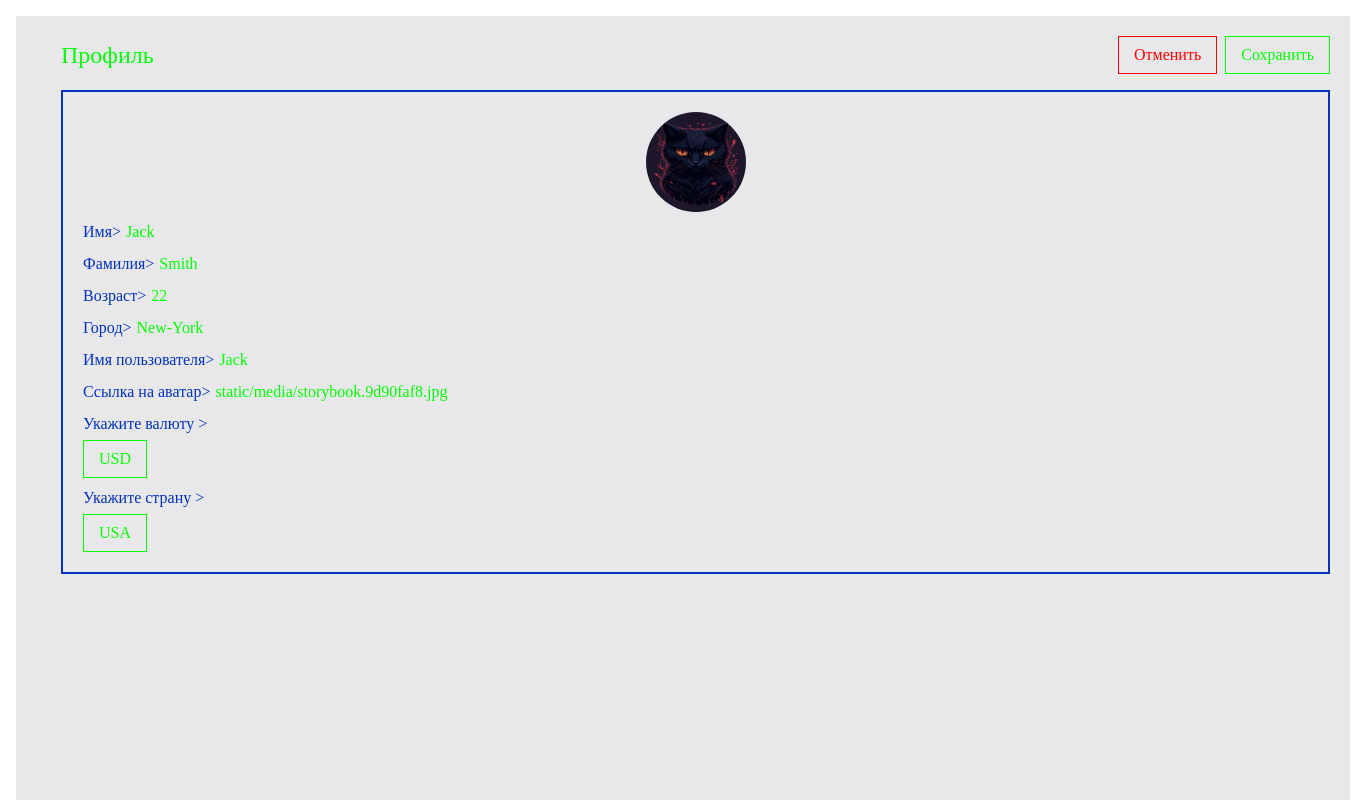 Профиль
Отменить
Сохранить
Имя> Jack
Фамилия> Smith
Возраст> 22
Город> New-York
Имя пользователя> Jack
Ссылка на аватар> static/media/storybook.9d90faf8.jpg
Укажите валюту >
USD
Укажите страну >
USA